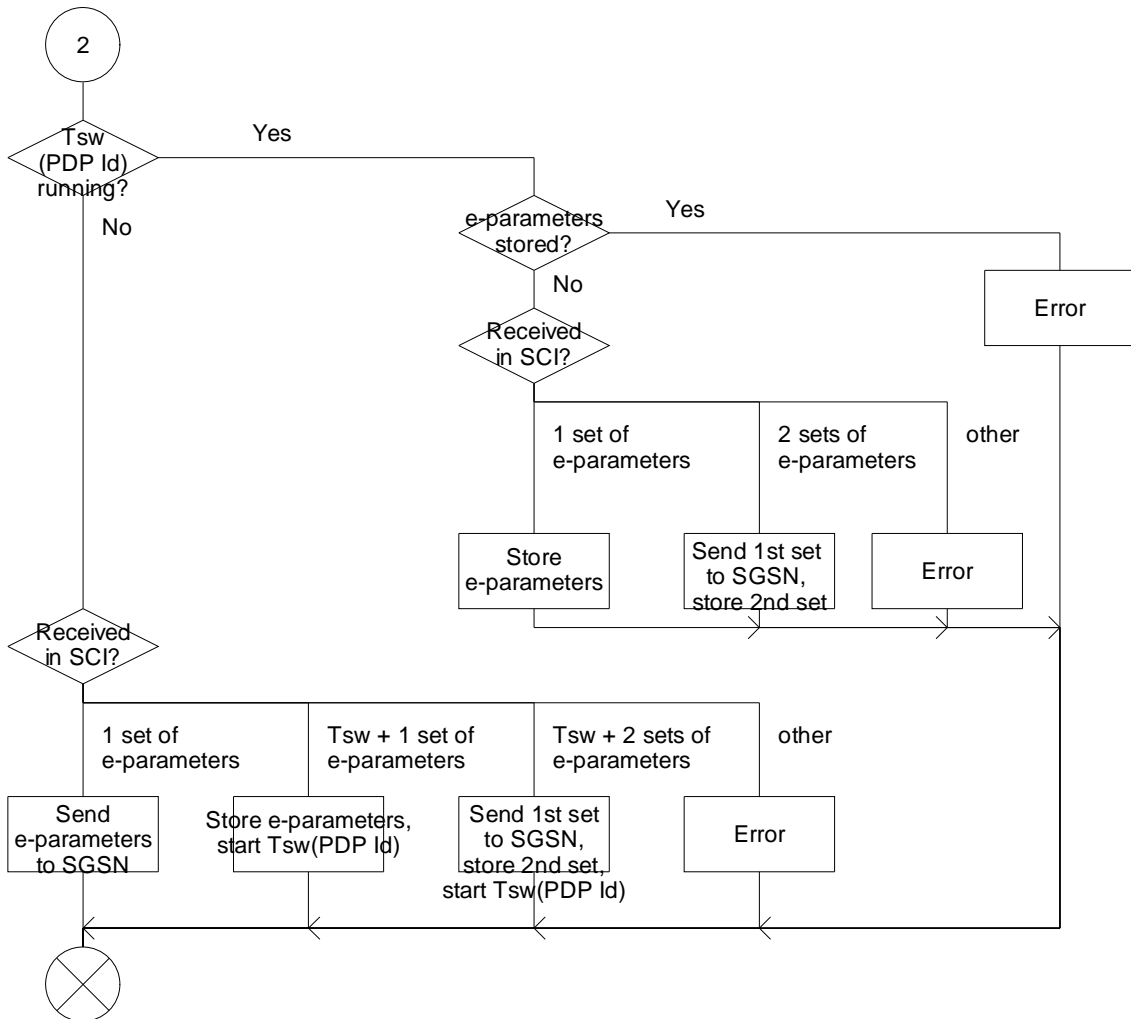 2
Tsw
(PDP Id)
running?
Yes
No
e-parameters
stored?
Yes
No
Error
Received
in SCI?
1 set of
e-parameters
2 sets of
e-parameters
other
Store
e-parameters
Send 1st set
to SGSN,
store 2nd set
Error
Received
in SCI?
1 set of
e-parameters
Tsw + 1 set of
e-parameters
Tsw + 2 sets of
e-parameters
other
Send
e-parameters
to SGSN
Store e-parameters,
start Tsw(PDP Id)
Send 1st set
to SGSN,
store 2nd set,
start Tsw(PDP Id)
Error